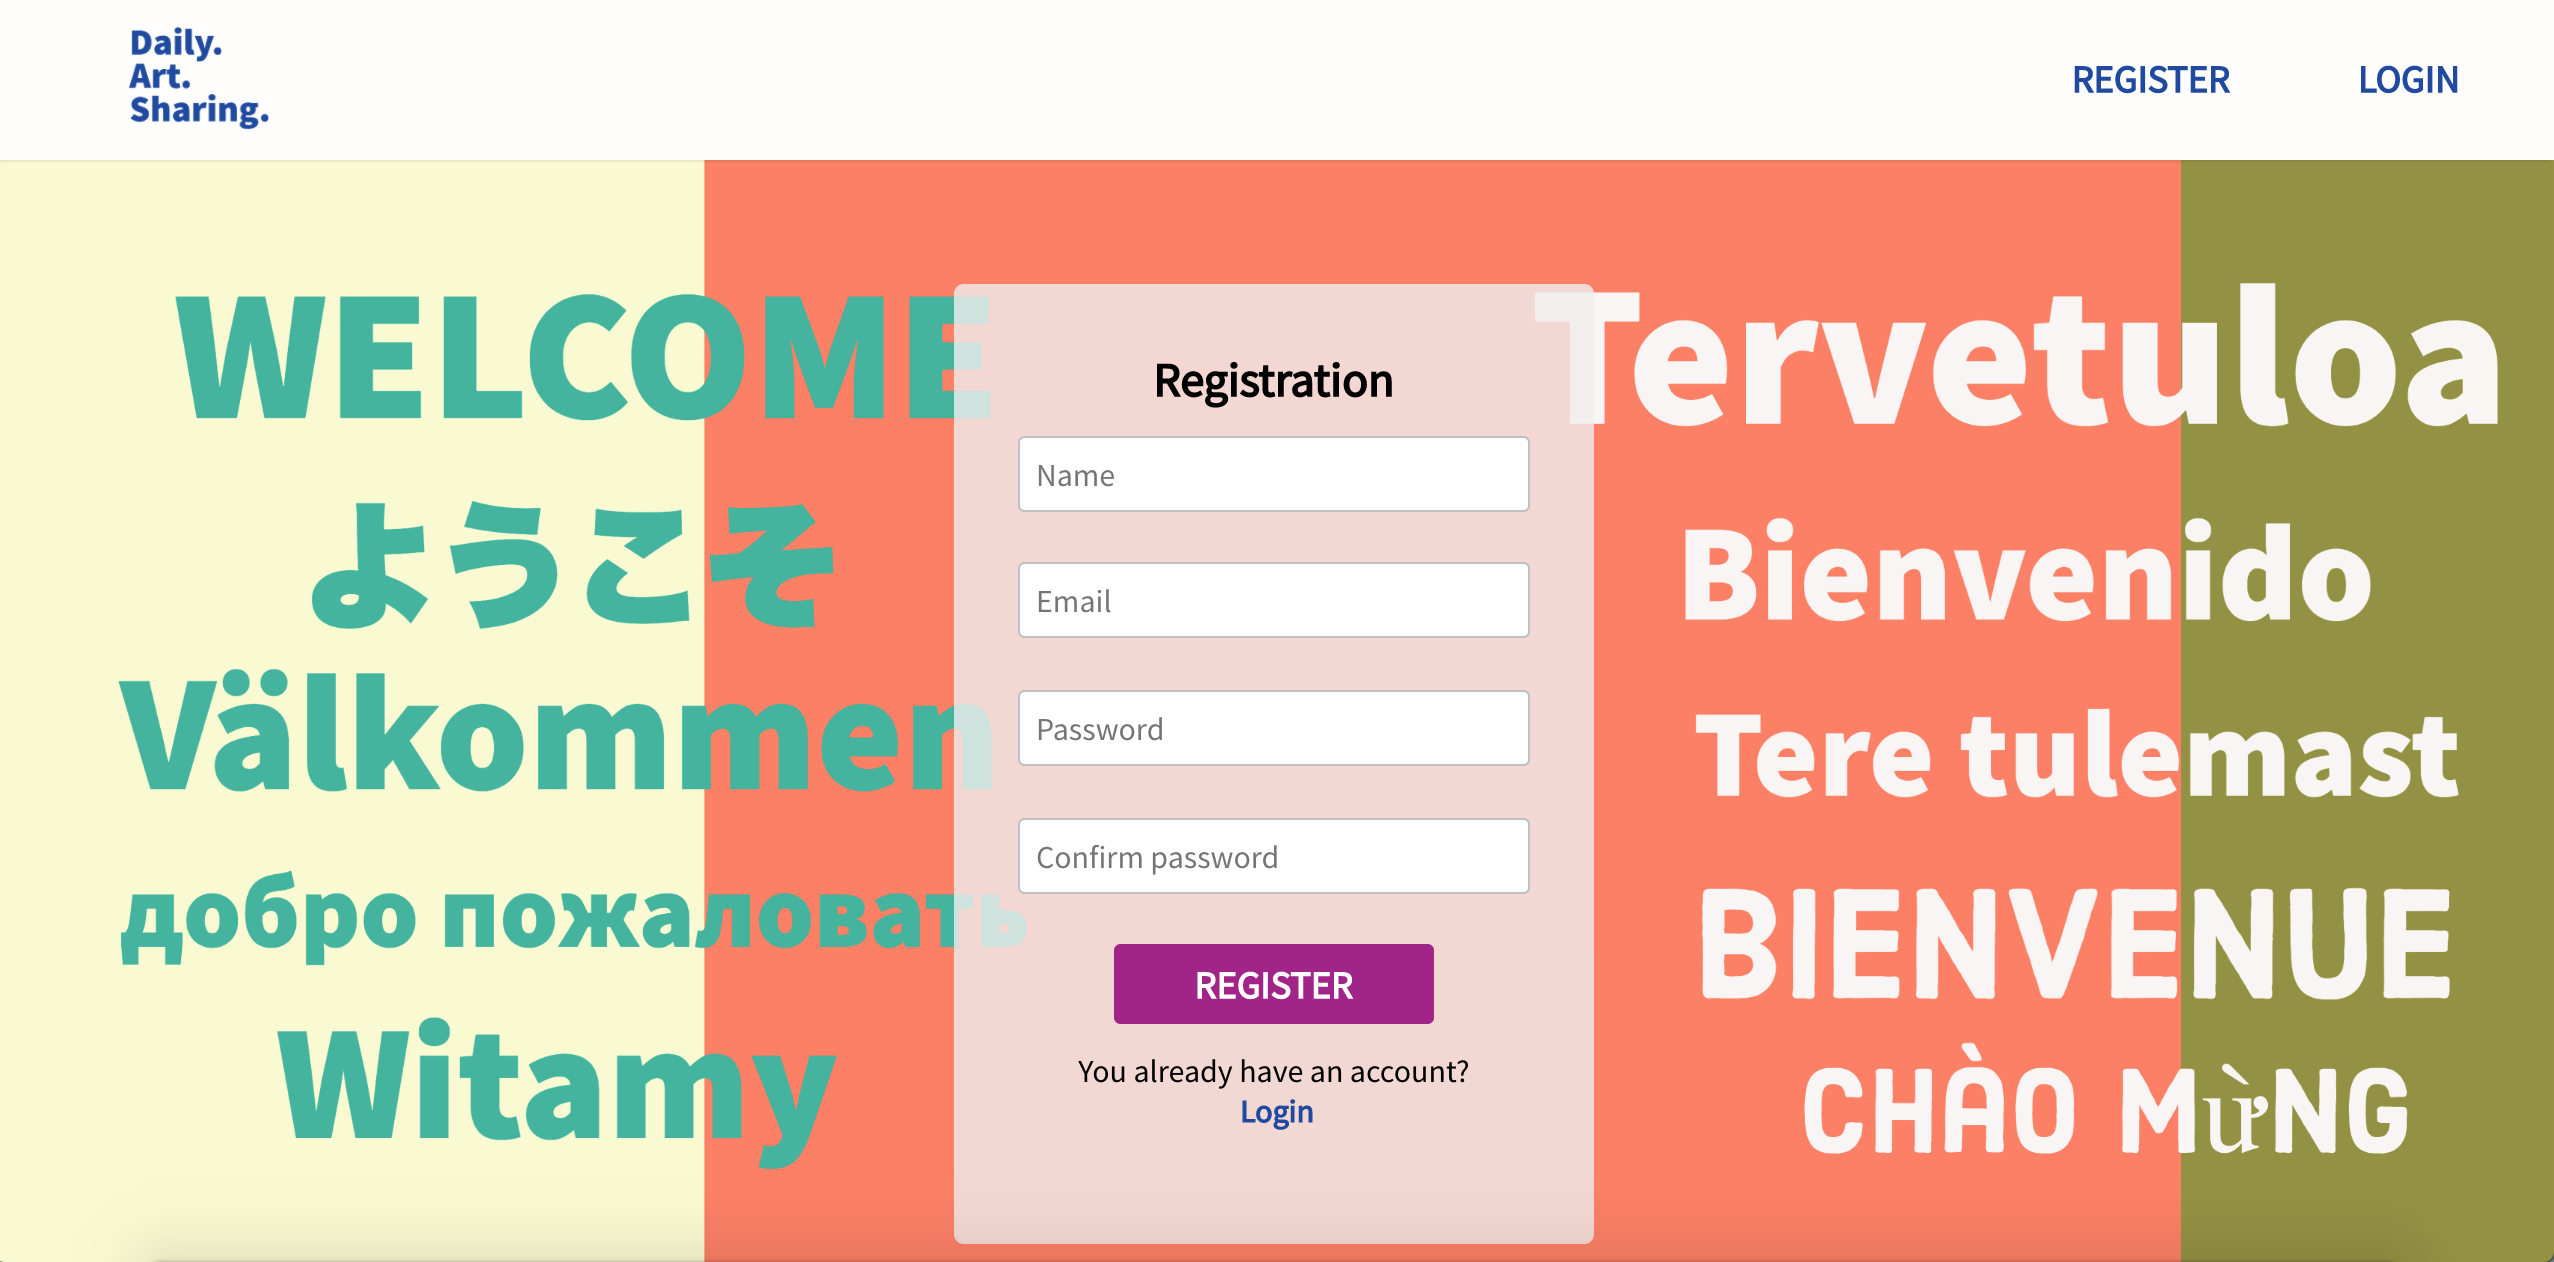 Daily.
Art.
Sharing.
REGISTER
LOGIN
WELCOME
ようこそ
Välkommen
добро пожаловать
Witamy
Registration
Name
Email
Password
Confirm password
REGISTER
You already have an account?
Login
Tervetuloa
Bienvenido
Tere tulemast
BIENVENUE
CHÀO MừNG